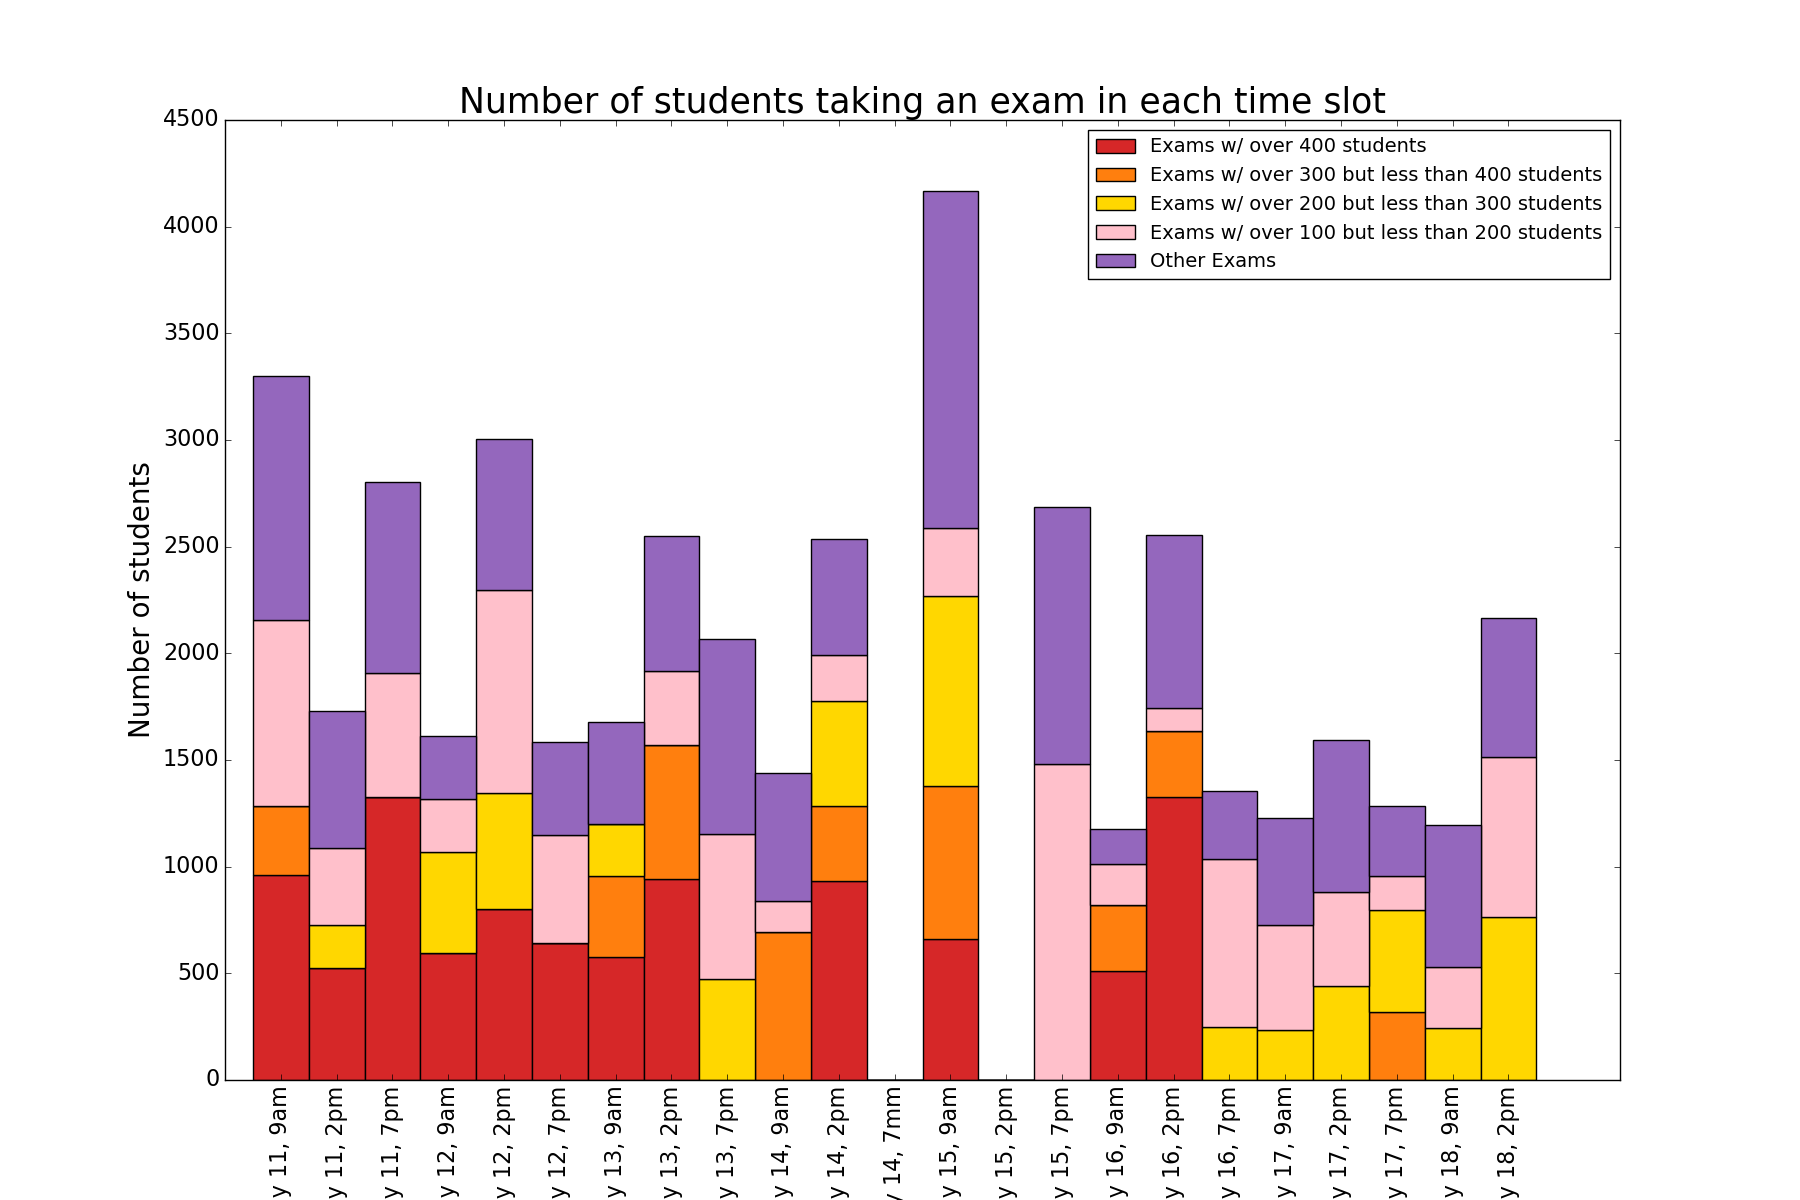 Number of students taking an exam in each time slot
Number of students
4500
4000
3500
3000
2500
2000
1500
1000
500
0
Exams w/ over 400 students
Exams w/ over 300 but less than 400 students
Exams w/ over 200 but less than 300 students
Exams w/ over 100 but less than 200 students
Other Exams
y 11, 9am
y 11, 2pm
y 11, 7pm
y 12, 9am
y 12, 2pm
y 12, 7pm
y 13, 9am
y 13, 2pm
y 13, 7pm
y 14, 9am
y 14, 2pm
y 14, 7mm
y 15, 9am
y 15, 2pm
y 15, 7pm
y 16, 9am
y 16, 2pm
y 16, 7pm
y 17, 9am
y 17, 2pm
y 17, 7pm
y 18, 9am
y 18, 2pm